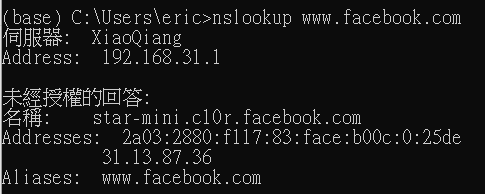 (base) C:\Users\eric>nslookup www.facebook.com
伺服器:  XiaoQiang
Address:  192.168.31.1

未經授權的回答:
名稱:    star-mini.c10r.facebook.com
Addresses:  2a03:2880:f117:83:face:b00c:0:25de
          31.13.87.36
Aliases:  www.facebook.com